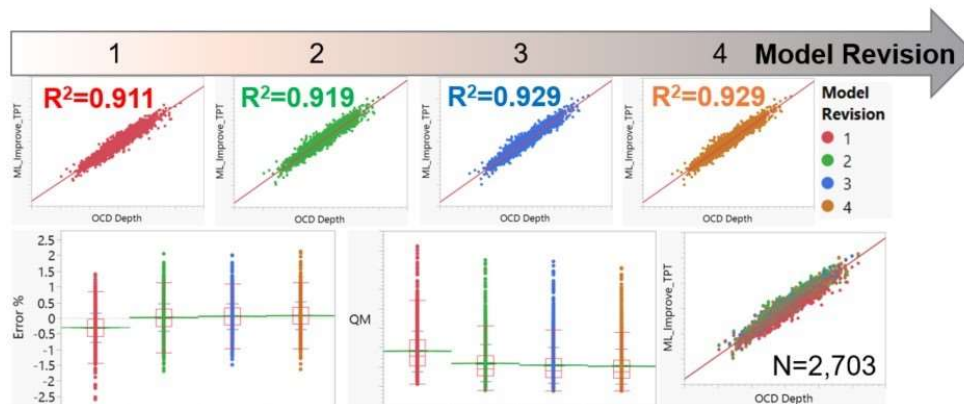 1 2 3 4 Model Revision
R²=0.911 R²=0.919 R²=0.929 R²=0.929
ML_Improve_TPT ML_Improve_TPT ML_Improve_TPT ML_Improve_TPT
OCD Depth OCD Depth OCD Depth OCD Depth
Model
Revision
1
2
3
4
Error %
2.5
2
1.5
1
0.5
0
-0.5
-1
-1.5
-2
-2.5
QM
ML_Improve_TPT
N=2,703
OCD Depth